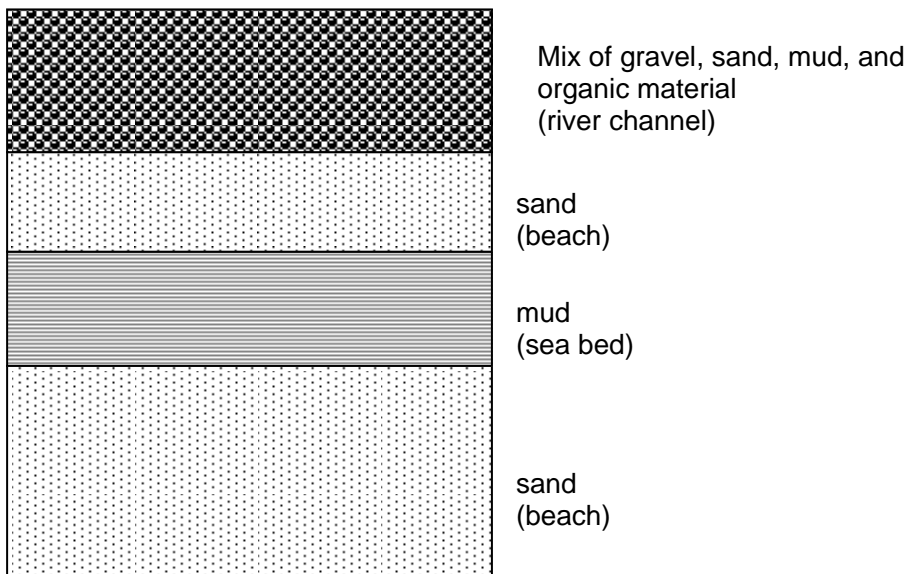 Mix of gravel, sand, mud, and
organic material
(river channel)
sand
(beach)
mud
(sea bed)
sand
(beach)